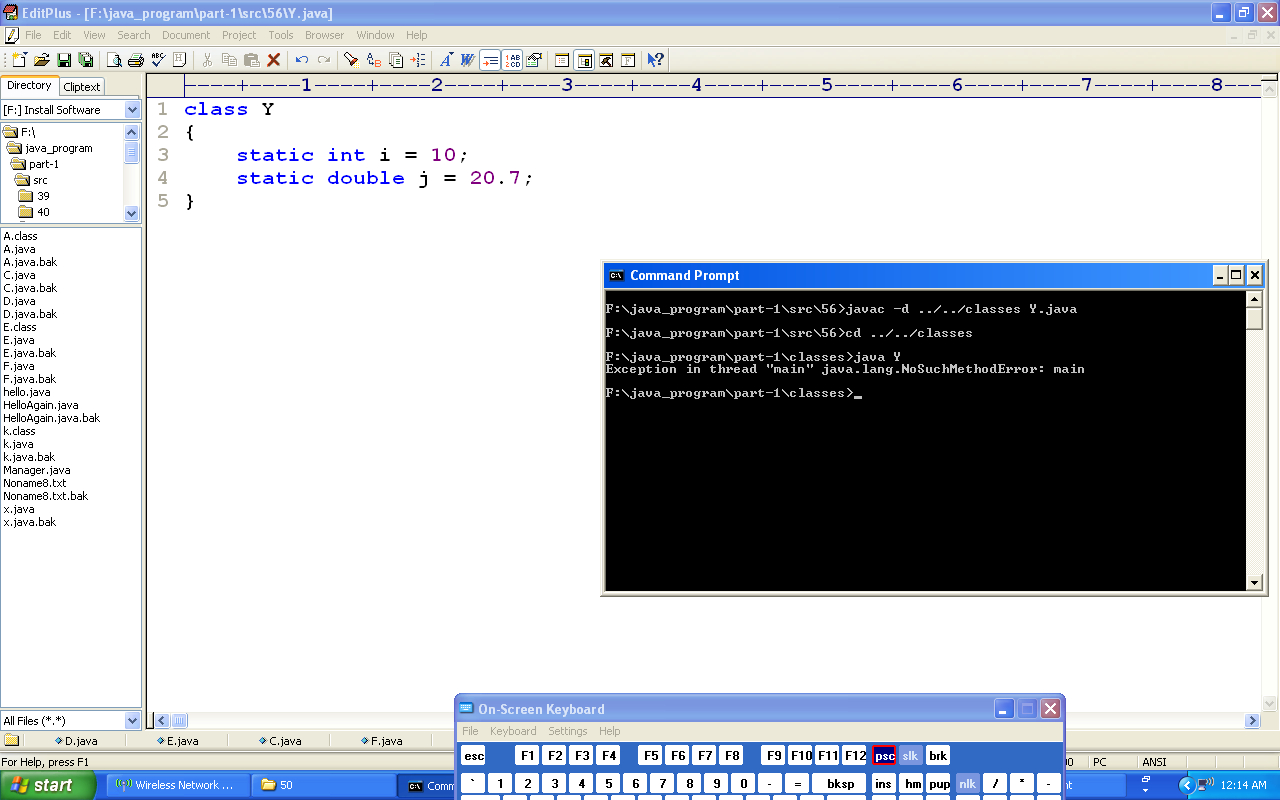 EditPlus - [F:\java_program\part-1\src\56\Y.java]
File Edit View Search Document Project Tools Browser Window Help
Directory Cliptext
[F:] Install Software
F:\
java_program
part-1
src
39
40
A.class
A.java
A.java.bak
C.java
C.java.bak
D.java
D.java.bak
E.class
E.java
E.java.bak
F.java
F.java.bak
hello.java
HelloAgain.java
HelloAgain.java.bak
k.class
k.java
k.java.bak
Manager.java
Noname8.txt
Noname8.txt.bak
x.java
x.java.bak
All Files (*.*)
----+----1----+----2----+----3----+----4----+----5----+----6----+----7----+----8---
1 class Y
2 {
3 static int i = 10;
4 static double j = 20.7;
5 }
Command Prompt
F:\java_program\part-1\src\56>javac -d ../../classes Y.java
F:\java_program\part-1\src\56>cd ../../classes
F:\java_program\part-1\classes>java Y
Exception in thread "main" java.lang.NoSuchMethodError: main
F:\java_program\part-1\classes>_
D.java E.java C.java F.java
For Help, press F1
PC ANSI
On-Screen Keyboard
File Keyboard Settings Help
esc F1 F2 F3 F4 F5 F6 F7 F8 F9 F10 F11 F12 psc slk brk
` 1 2 3 4 5 6 7 8 9 0 - = bksp ins hm pup nlk / * -
start Wireless Network ... 50 12:14 AM